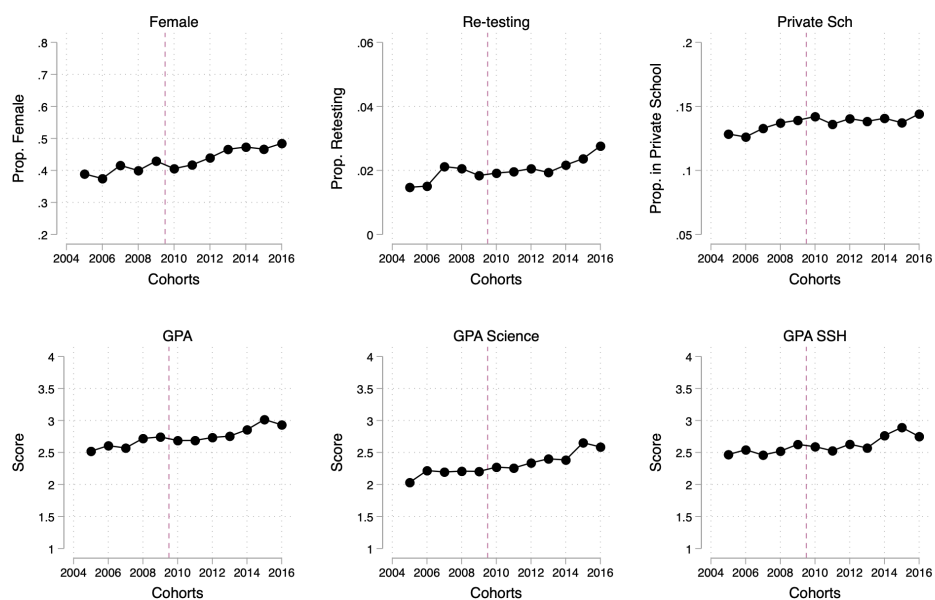 Female
Prop. Female
.8
.7
.6
.5
.4
.3
.2
2004 2006 2008 2010 2012 2014 2016
Cohorts
Re-testing
Prop. Retesting
.06
.04
.02
0
2004 2006 2008 2010 2012 2014 2016
Cohorts
Private Sch
Prop. in Private School
.2
.15
.1
.05
2004 2006 2008 2010 2012 2014 2016
Cohorts
GPA
Score
4
3.5
3
2.5
2
1.5
1
2004 2006 2008 2010 2012 2014 2016
Cohorts
GPA Science
Score
4
3.5
3
2.5
2
1.5
1
2004 2006 2008 2010 2012 2014 2016
Cohorts
GPA SSH
Score
4
3.5
3
2.5
2
1.5
1
2004 2006 2008 2010 2012 2014 2016
Cohorts